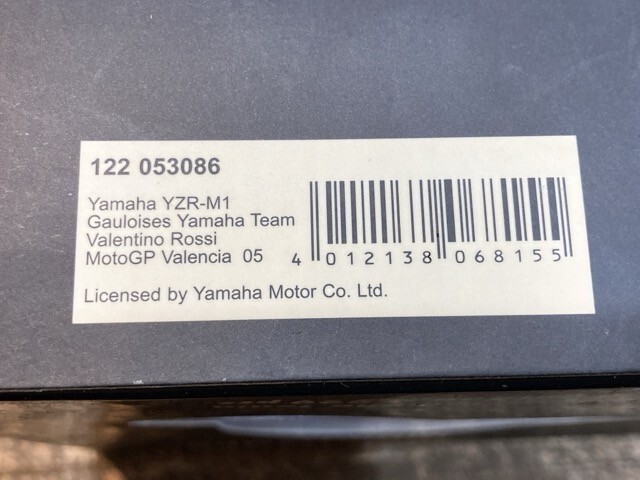 122 053086
Yamaha YZR-M1
Gauloises Yamaha Team
Valentino Rossi
MotoGP Valencia 05
4 012138 068155
Licensed by Yamaha Motor Co. Ltd.